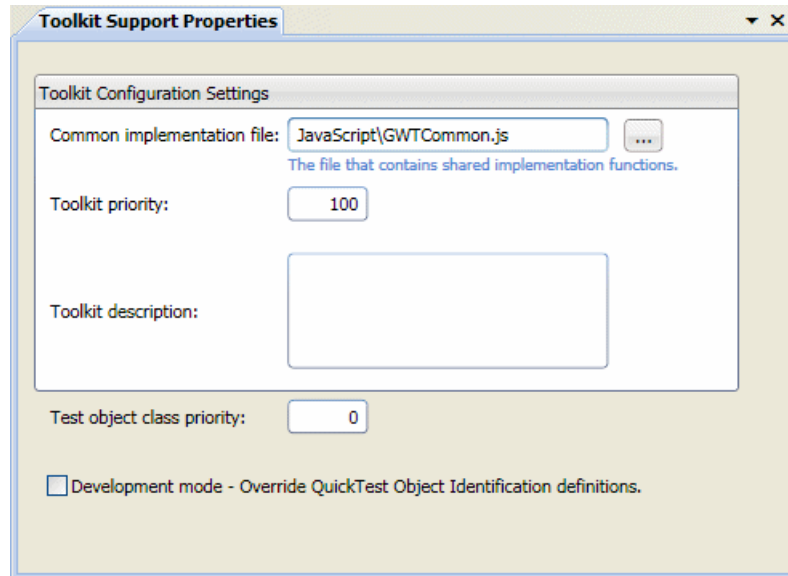 Toolkit Support Properties
Toolkit Configuration Settings
Common implementation file: JavaScript\GWTCommon.js ...
The file that contains shared implementation functions.
Toolkit priority: 100
Toolkit description:
Test object class priority: 0
Development mode - Override QuickTest Object Identification definitions.